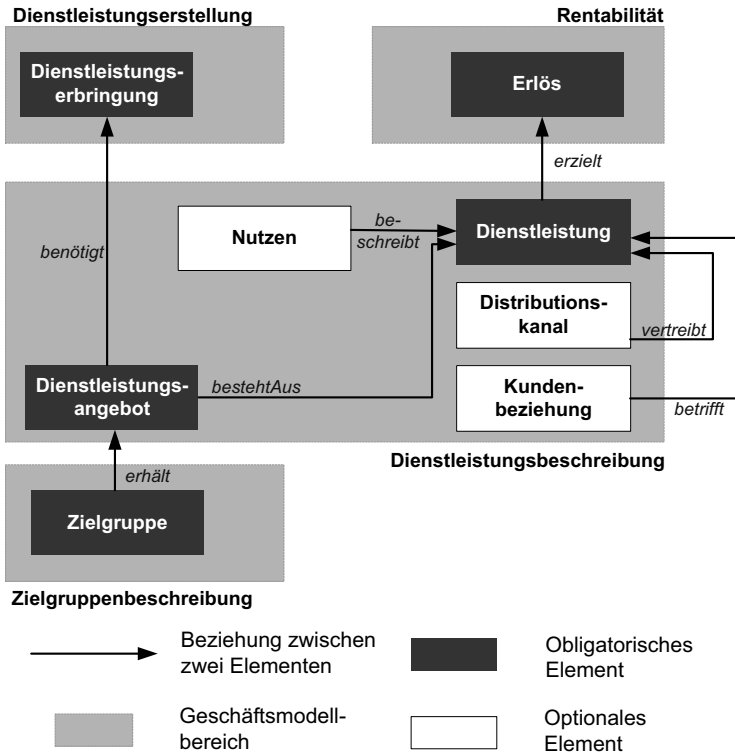 Dienstleistungserstellung
Rentabilität
Dienstleistungs-
erbringung
Erlös
erzielt
benötigt
Nutzen
be-
schreibt
Dienstleistung
Distributions-
kanal
vertreibt
Dienstleistungs-
angebot
bestehtAus
Kunden-
beziehung
betrifft
Dienstleistungsbeschreibung
erhält
Zielgruppe
Zielgruppenbeschreibung
Beziehung zwischen
zwei Elementen
Obligatorisches
Element
Geschäftsmodell-
bereich
Optionales
Element